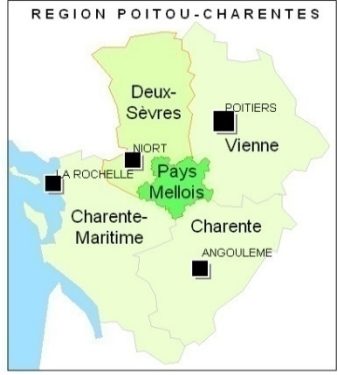 REGION POITOU-CHARENTES
Deux-
Sèvres
POITIERS
Vienne
NIORT
LA ROCHELLE
Pays
Mellois
Charente-
Maritime
Charente
ANGOULEME